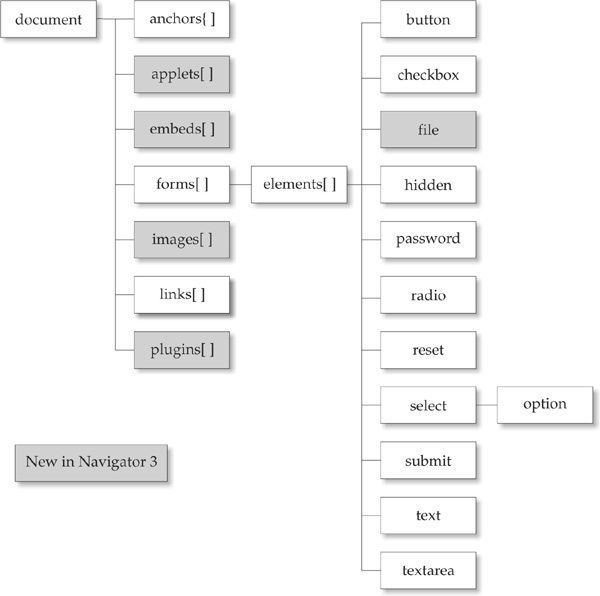 document
anchors{ ]
applets[ ]
embeds[ ]
forms[ ]
images[ ]
links[ ]
plugins[ ]
elements[ ]
button
checkbox
file
hidden
password
radio
reset
select
option
submit
text
textarea
New in Navigator 3